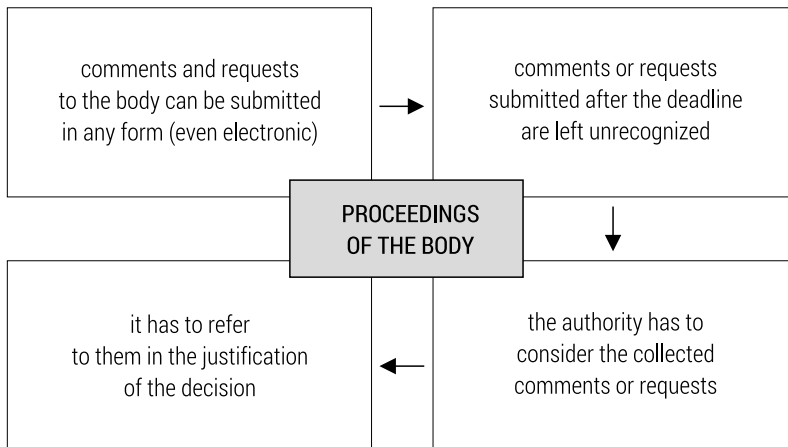 comments and requests
to the body can be submitted
in any form (even electronic)
comments or requests
submitted after the deadline
are left unrecognized
PROCEEDINGS
OF THE BODY
it has to refer
to them in the justification
of the decision
the authority has to
consider the collected
comments or requests